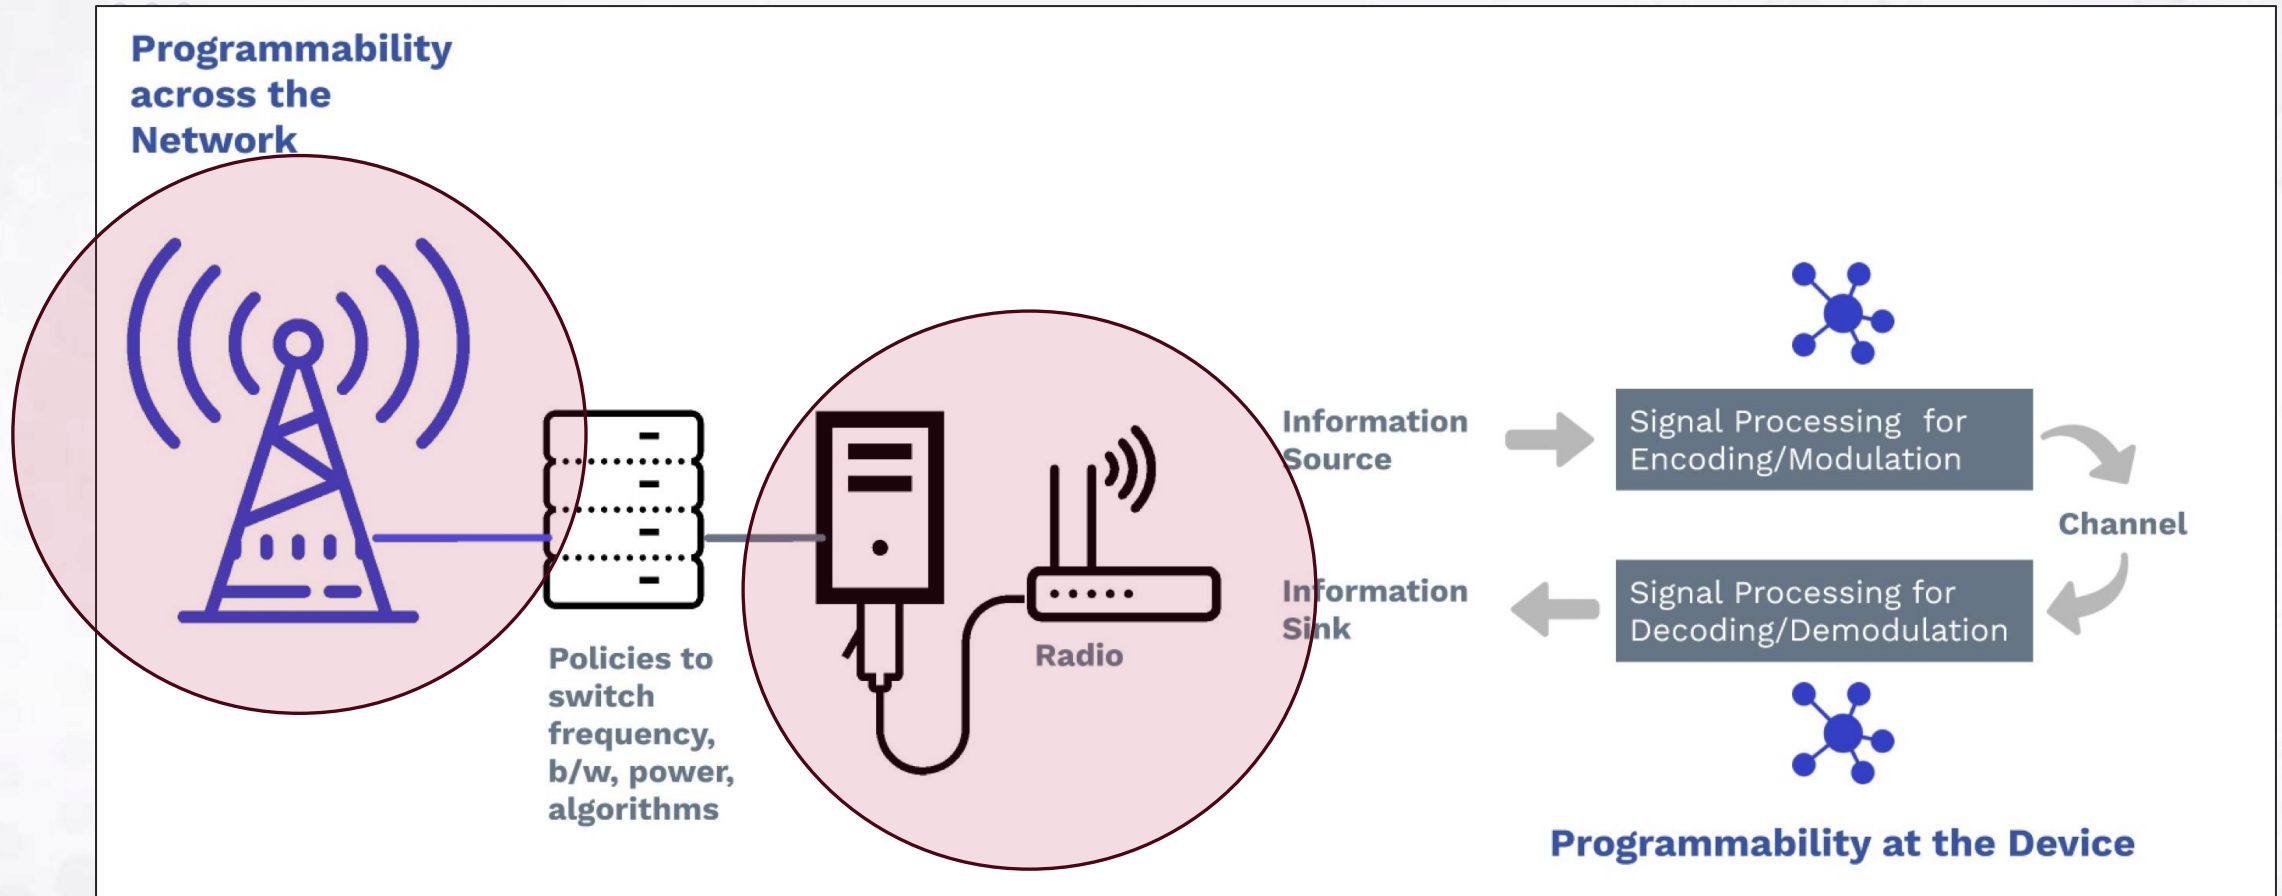 Programmability
across the
Network
Policies to
switch
frequency,
b/w, power,
algorithms
Radio
Information
Source
Signal Processing for
Encoding/Modulation
Channel
Information
Sink
Signal Processing for
Decoding/Demodulation
Programmability at the Device